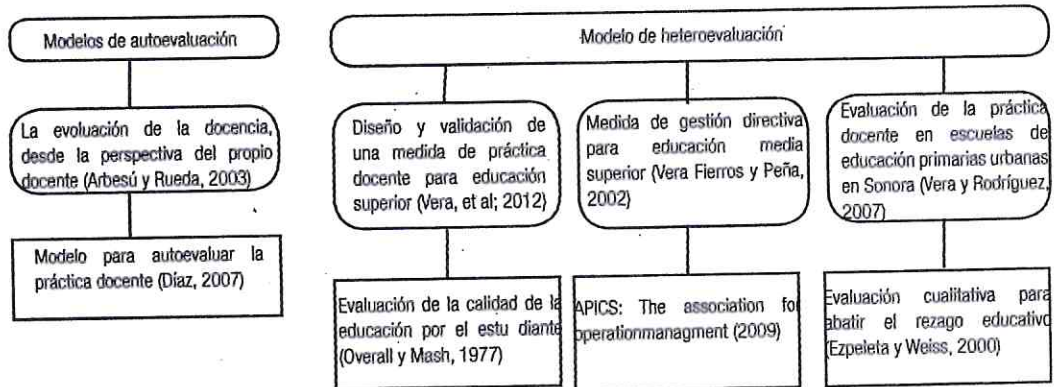 Modelos de autoevaluación
La evoluación de la docencia,
desde la perspectiva del propio
docente (Arbesú y Rueda, 2003)
Modelo para autoevaluar la
práctica docente (Díaz, 2007)
Modelo de heteroevaluación
Diseño y validación de
una medida de práctica
docente para educación
superior (Vera, et al; 2012)
Evaluación de la calidad de la
educación por el estu diante
(Overall y Mash, 1977)
Medida de gestión directiva
para educación media
superior (Vera Fierros y Peña,
2002)
APICS: The association for
operationmanagment (2009)
Evaluación de la práctica
docente en escuelas de
educación primarias urbanas
en Sonora (Vera y Rodríguez,
2007)
Evaluación cualitativa para
abatir el rezago educativo
(Ezpeleta y Weiss, 2000)